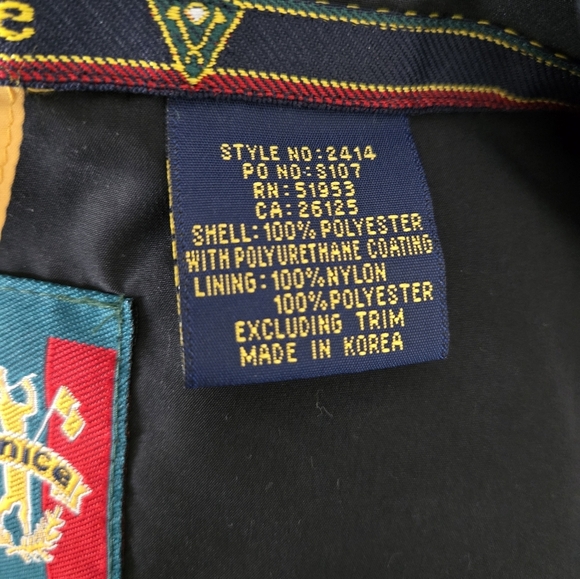 STYLE NO:2414
PO NO:S107
RN:51953
CA:26125
SHELL:100%POLYESTER
WITH POLYURETHANE COATING
LINING:100%NYLON
100%POLYESTER
EXCLUDING TRIM
MADE IN KOREA
nice